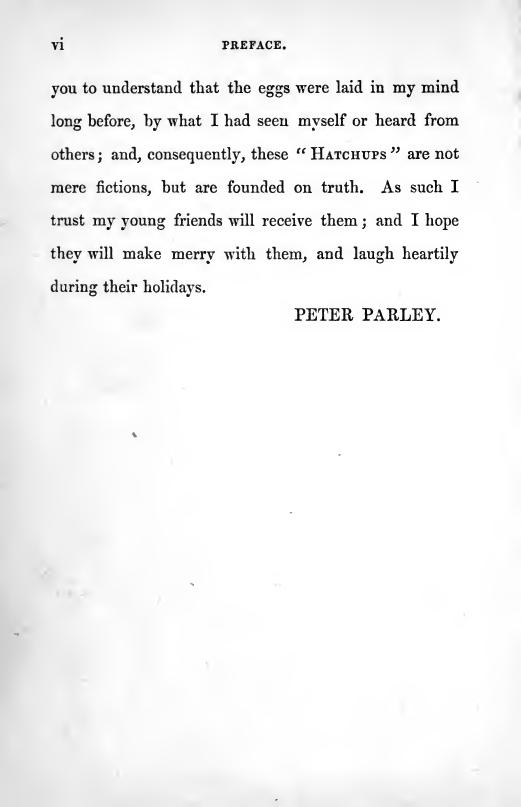 vi PREFACE.
you to understand that the eggs were laid in my mind
long before, by what I had seen myself or heard from
others; and, consequently, these “HATCHUPS” are not
mere fictions, but are founded on truth. As such I
trust my young friends will receive them; and I hope
they will make merry with them, and laugh heartily
during their holidays.
PETER PARLEY.